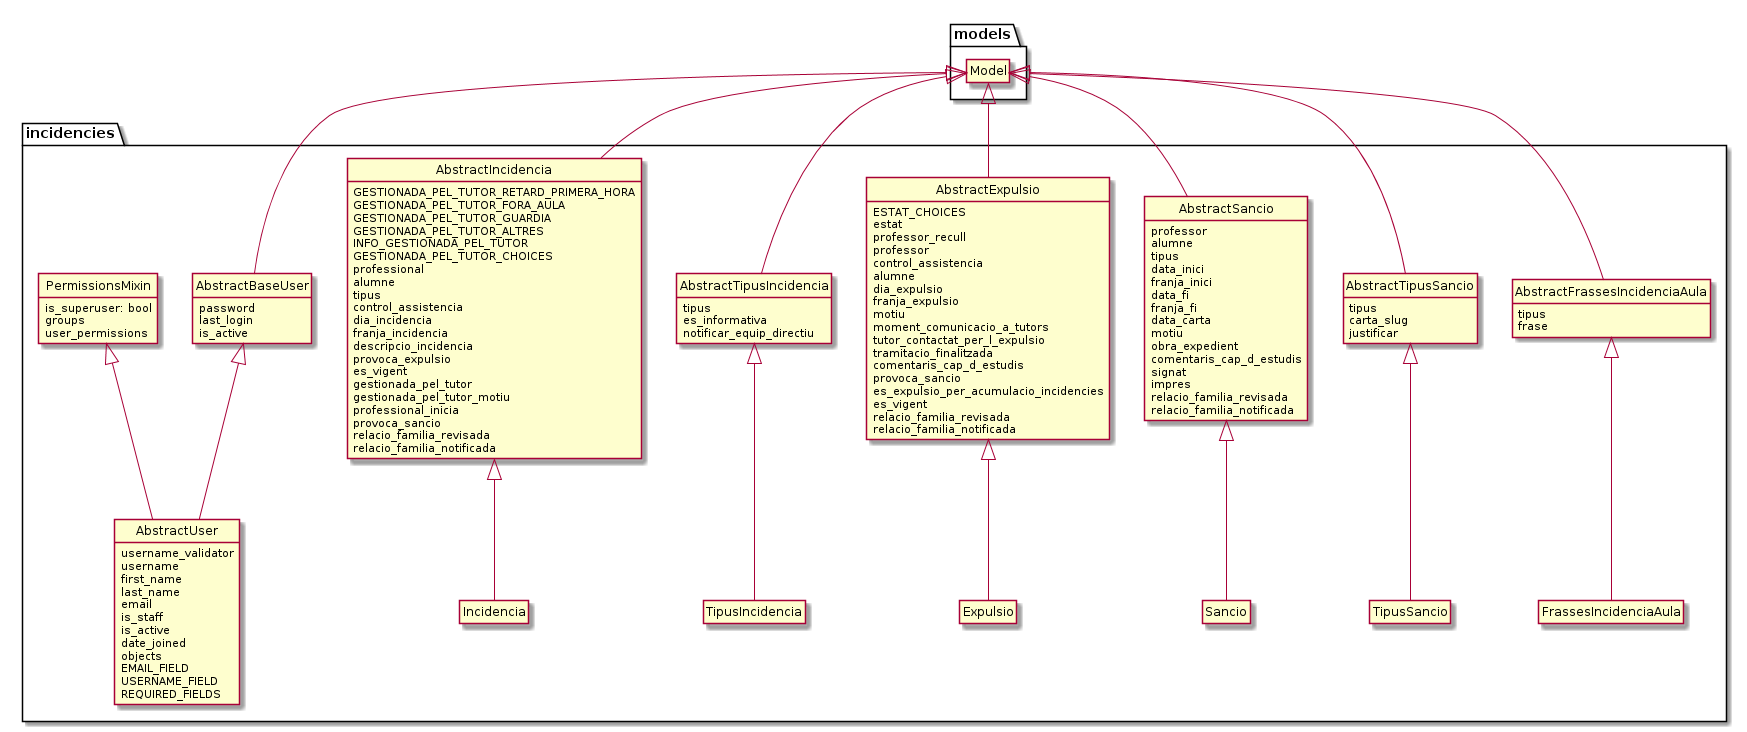 models
Model
incidencies
AbstractIncidencia
GESTIONADA_PEL_TUTOR_RETARD_PRIMERA_HORA
GESTIONADA_PEL_TUTOR_FORA_AULA
GESTIONADA_PEL_TUTOR_GUARDIA
GESTIONADA_PEL_TUTOR_ALTRES
INFO_GESTIONADA_PEL_TUTOR
GESTIONADA_PEL_TUTOR_CHOICES
professional
alumne
tipus
control_assistencia
dia_incidencia
franja_incidencia
descripcio_incidencia
provoca_expulsio
es_vigent
gestionada_pel_tutor
gestionada_pel_tutor_motiu
professional_inicia
provoca_sancio
relacio_familia_revisada
relacio_familia_notificada
AbstractExpulsio
ESTAT_CHOICES
estat
professor_recull
professor
control_assistencia
alumne
dia_expulsio
franja_expulsio
motiu
moment_comunicacio_a_tutors
tutor_contactat_per_l_expulsio
tramitacio_finalitzada
comentaris_cap_d_estudis
provoca_sancio
es_expulsio_per_acumulacio_incidencies
es_vigent
relacio_familia_revisada
relacio_familia_notificada
AbstractSancio
professor
alumne
tipus
data_inici
franja_inici
data_fi
franja_fi
data_carta
motiu
obra_expedient
comentaris_cap_d_estudis
signat
impres
relacio_familia_revisada
relacio_familia_notificada
PermissionsMixin
is_superuser: bool
groups
user_permissions
AbstractBaseUser
password
last_login
is_active
AbstractTipusIncidencia
tipus
es_informativa
notificar_equip_directiu
AbstractTipusSancio
tipus
carta_slug
justificar
AbstractFrassesIncidenciaAula
tipus
frase
AbstractUser
username_validator
username
first_name
last_name
email
is_staff
is_active
date_joined
objects
EMAIL_FIELD
USERNAME_FIELD
REQUIRED_FIELDS
Incidencia
TipusIncidencia
Expulsio
Sancio
TipusSancio
FrassesIncidenciaAula